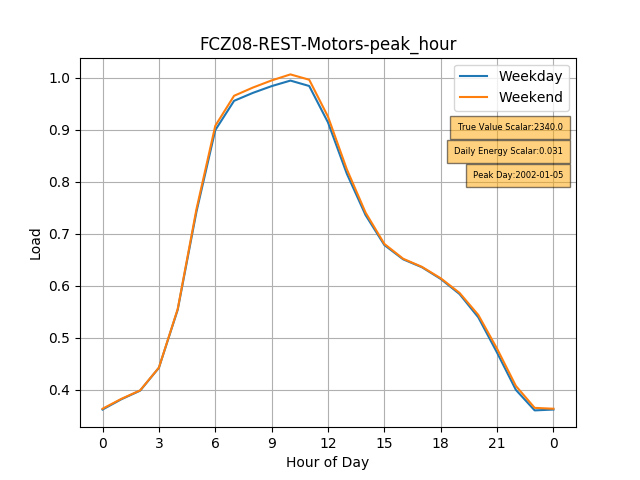 FCZ08-REST-Motors-peak_hour
Weekday
Weekend
True Value Scalar:2340.0
Daily Energy Scalar:0.031
Peak Day:2002-01-05
Load
1.0
0.9
0.8
0.7
0.6
0.5
0.4
0 3 6 9 12 15 18 21 0
Hour of Day